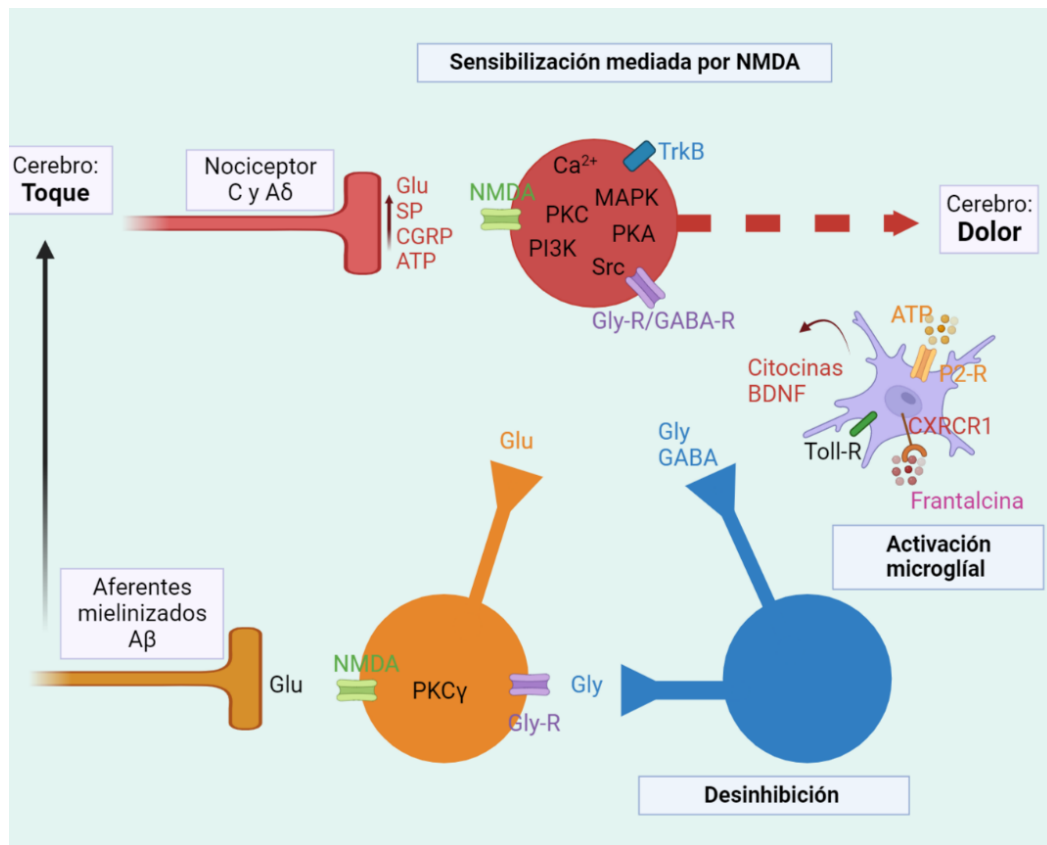 Sensibilización mediada por NMDA
Cerebro:
Toque
Nociceptor
C y Aδ
Glu
SP
CGRP
ATP
NMDA
Ca²⁺
TrkB
MAPK
PKC
PKA
PI3K
Src
Gly-R/GABA-R
Cerebro:
Dolor
ATP
P2-R
Citocinas
BDNF
CXRCR1
Toll-R
Frantalcina
Activación
microglíal
Glu
Gly
GABA
Aferentes
mielinizados
Aβ
Glu
NMDA
PKCγ
Gly-R
Gly
Desinhibición